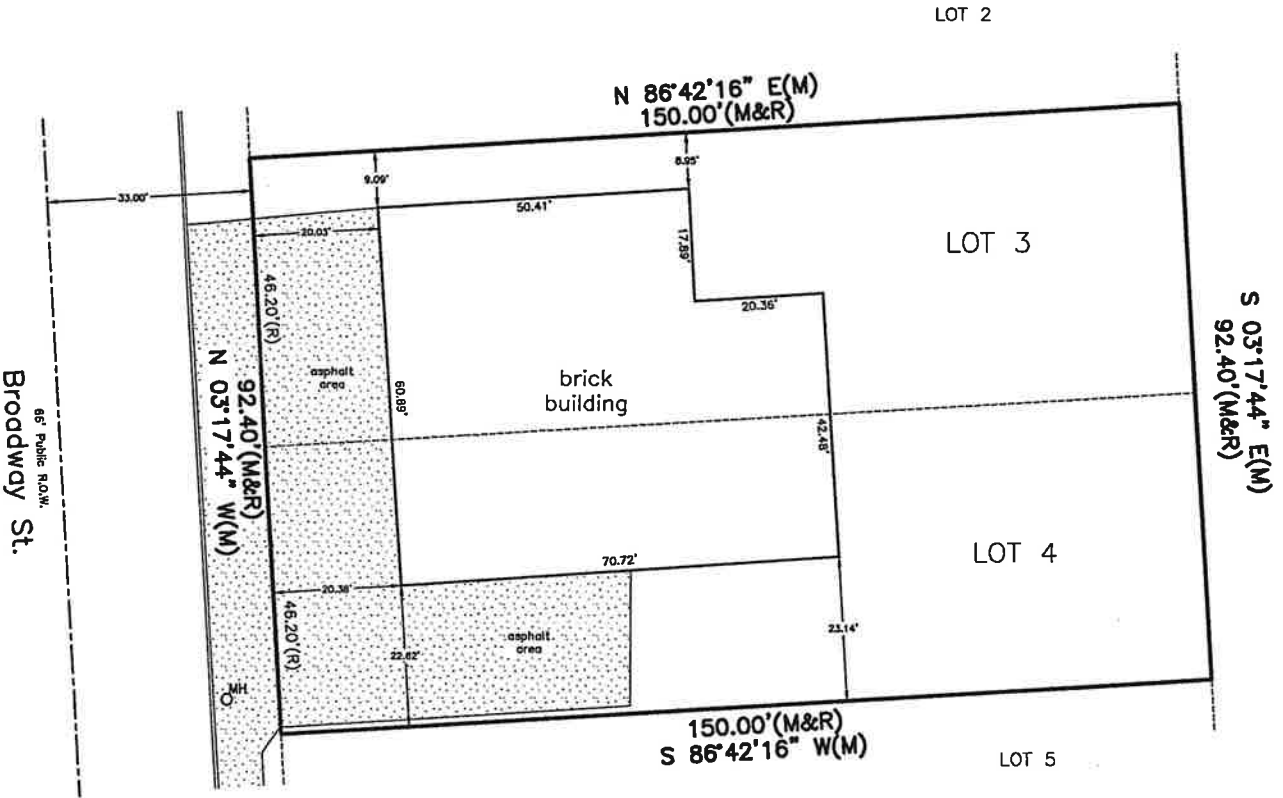 LOT 2
N 86°42'16" E(M)
150.00'(M&R)
33.00'
9.09'
8.95'
50.41'
17.89'
20.03'
LOT 3
20.36'
46.20'(R)
asphalt
area
brick
building
60.89'
92.40'(M&R)
N 03°17'44" W(M)
S 03°17'44" E(M)
92.40'(M&R)
42.48'
66' Public R.O.W.
Broadway St.
70.72'
LOT 4
20.36'
46.20'(R)
asphalt
area
22.62'
23.14'
MH
150.00'(M&R)
S 86°42'16" W(M)
LOT 5